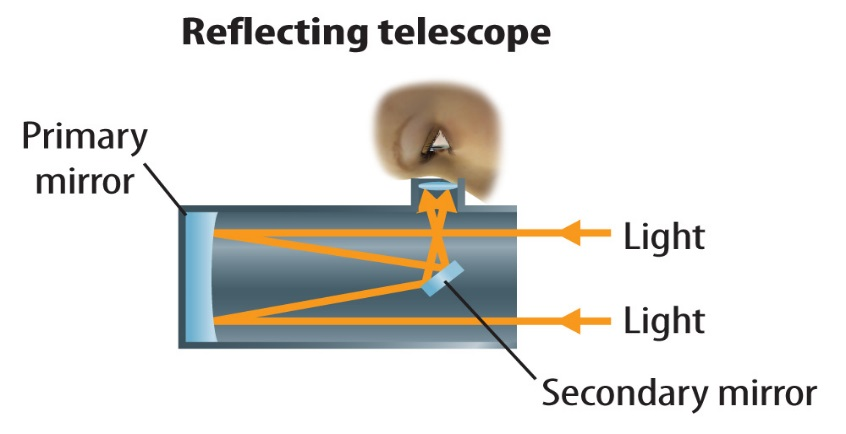 Reflecting telescope
Primary
mirror
Light
Light
Secondary mirror